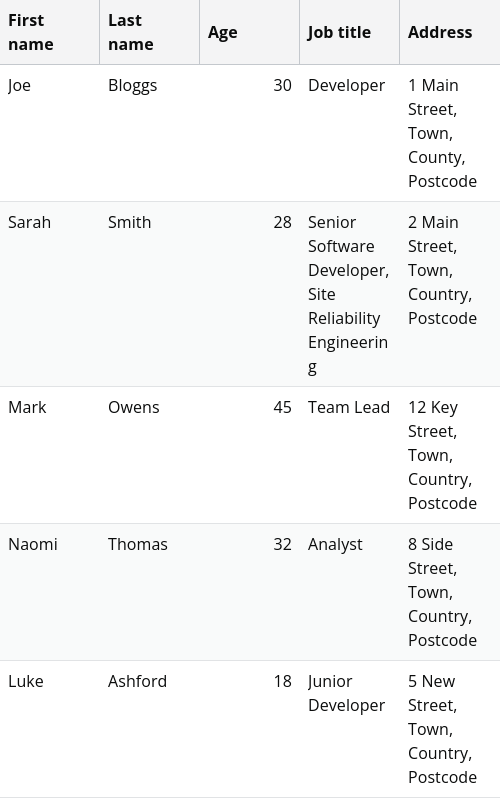 First name Last name Age Job title Address
Joe Bloggs 30 Developer 1 Main
Street,
Town,
County,
Postcode
Sarah Smith 28 Senior 2 Main
Software Street,
Developer, Town,
Site Country,
Reliability Postcode
Engineerin
g
Mark Owens 45 Team Lead 12 Key
Street,
Town,
Country,
Postcode
Naomi Thomas 32 Analyst 8 Side
Street,
Town,
Country,
Postcode
Luke Ashford 18 Junior 5 New
Developer Street,
Town,
Country,
Postcode